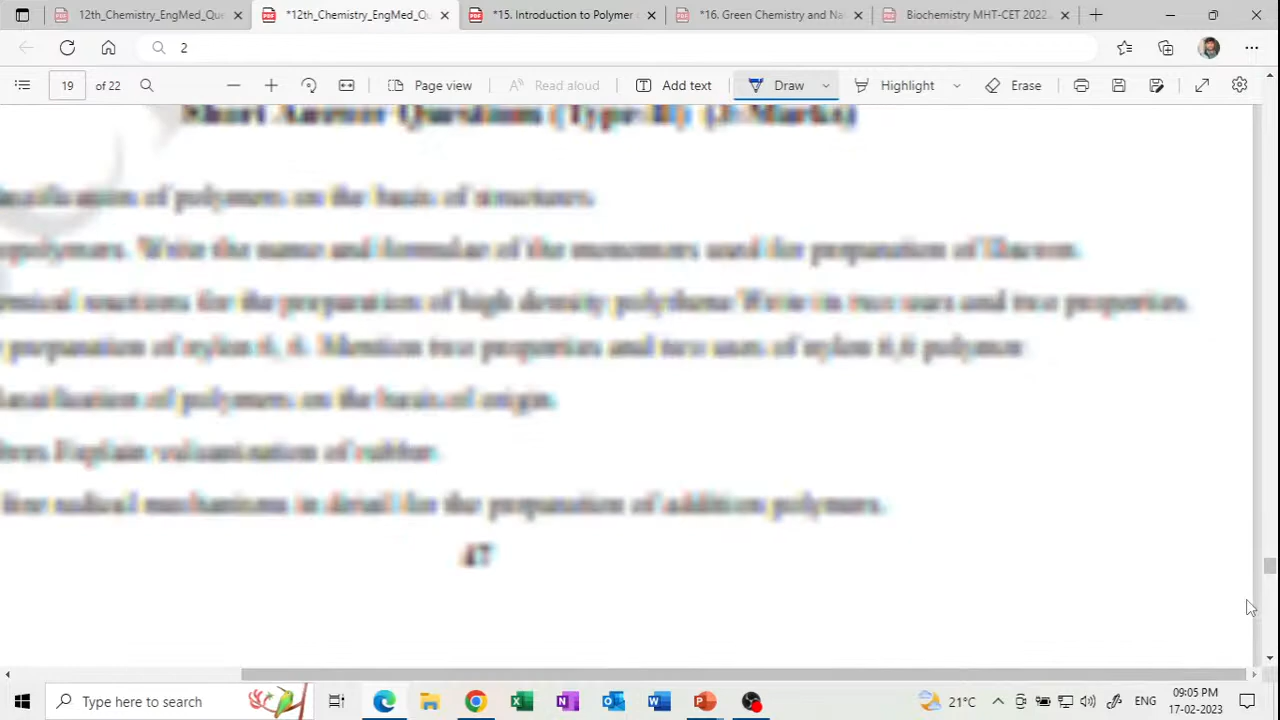 12th_Chemistry_EngMed_Que
*12th_Chemistry_EngMed_Qu
*15. Introduction to Polymer
*16. Green Chemistry and Na
Biochemistry MHT-CET 2022
2
19 of 22
Page view
Read aloud
Add text
Draw
Highlight
Erase
Short Answer Questions (Type-II) (3 Marks)
classification of polymers on the basis of structures.
copolymers. Write the name and formulae of the monomers used for preparation of
chemical reactions for the preparation of high density polythene Write its two uses and two properties.
preparation of nylon 6, 6. Mention two properties and two uses of nylon 6,6 polymer
classification of polymers on the basis of origin.
Explain vulcanization of rubber.
free radical mechanisms in detail for the preparation of addition polymers.
47
Type here to search
21°C
ENG
09:05 PM
17-02-2023